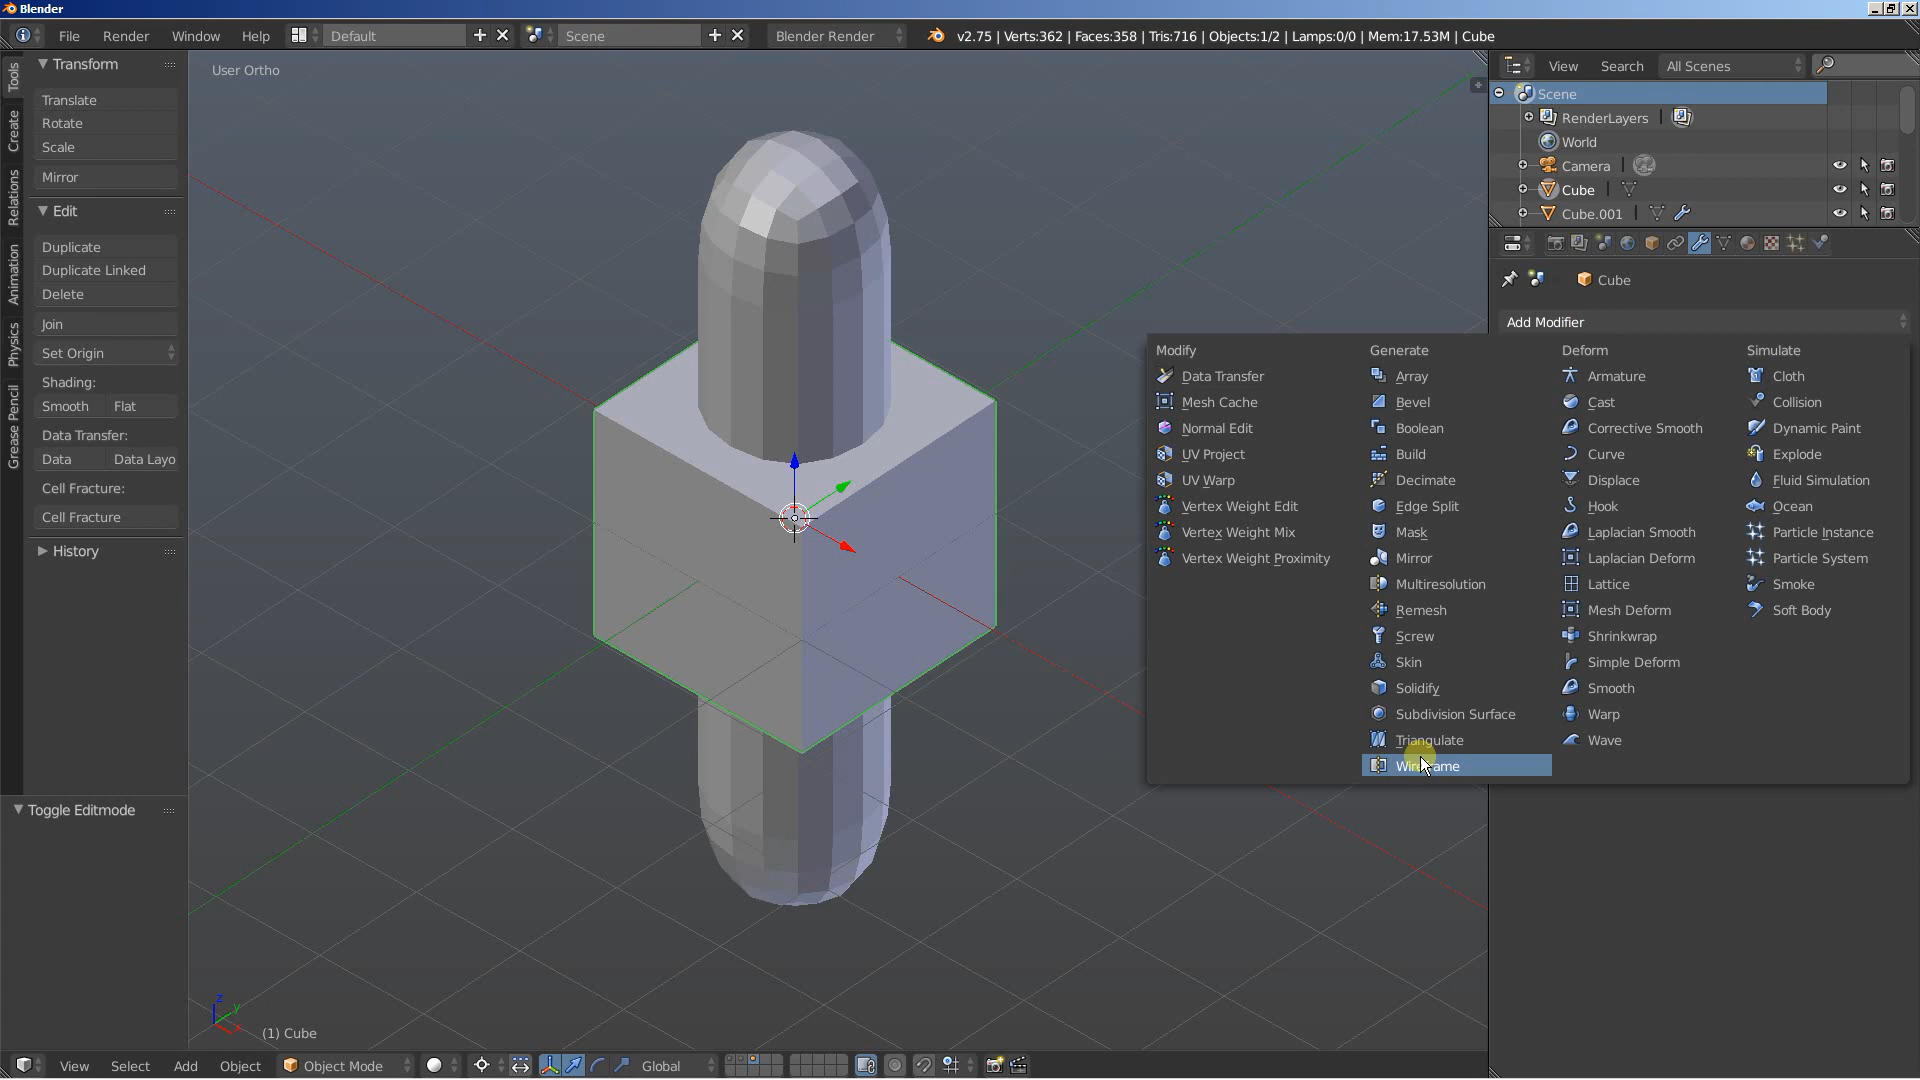 Blender
File Render Window Help Default Scene Blender Render v2.75 | Verts:362 | Faces:358 | Tris:716 | Objects:1/2 | Lamps:0/0 | Mem:17.53M | Cube
Tools
Create
Relations
Animation
Physics
Grease Pencil
Transform
Translate
Rotate
Scale
Mirror
Edit
Duplicate
Duplicate Linked
Delete
Join
Set Origin
Shading:
Smooth Flat
Data Transfer:
Data Data Layo
Cell Fracture:
Cell Fracture
History
Toggle Editmode
User Ortho
z
y
x
(1) Cube
View Select Add Object Object Mode Global
View Search All Scenes
Scene
RenderLayers
World
Camera
Cube
Cube.001
Cube
Add Modifier
Modify
Data Transfer
Mesh Cache
Normal Edit
UV Project
UV Warp
Vertex Weight Edit
Vertex Weight Mix
Vertex Weight Proximity
Generate
Array
Bevel
Boolean
Build
Decimate
Edge Split
Mask
Mirror
Multiresolution
Remesh
Screw
Skin
Solidify
Subdivision Surface
Triangulate
Wireframe
Deform
Armature
Cast
Corrective Smooth
Curve
Displace
Hook
Laplacian Smooth
Laplacian Deform
Lattice
Mesh Deform
Shrinkwrap
Simple Deform
Smooth
Warp
Wave
Simulate
Cloth
Collision
Dynamic Paint
Explode
Fluid Simulation
Ocean
Particle Instance
Particle System
Smoke
Soft Body